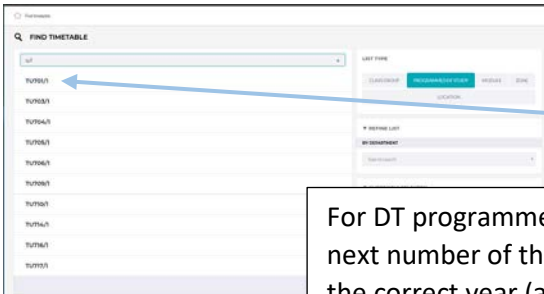 FIND TIMETABLE
LIST TYPE
PROGRAMME OF STUDY
MODULE
ZONE
LOCATION
REFINE LIST
BY DEPARTMENT
TU701/1
TU703/1
TU704/1
TU705/1
TU706/1
TU709/1
TU710/1
TU714/1
TU716/1
TU717/1
For DT programme
next number of th
the correct year (a